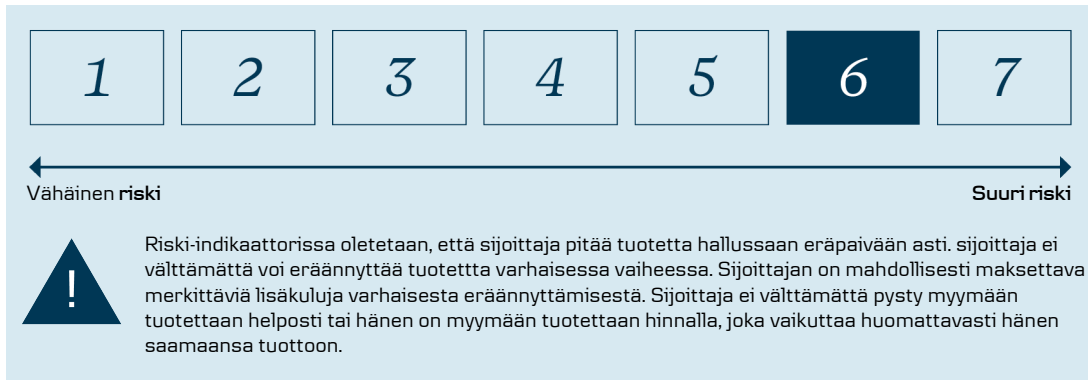 1 2 3 4 5 6 7
Vähäinen riski Suuri riski
Riski-indikaattorissa oletetaan, että sijoittaja pitää tuotetta hallussaan eräpaivään asti. sijoittaja ei
välttämättä voi eräännyttää tuotettta varhaisessa vaiheessa. Sijoittajan on mahdollisesti maksettava
merkittäviä lisäkuluja varhaisesta eräännyttämisestä. Sijoittaja ei välttämättä pysty myymään
tuotettaan helposti tai hänen on myymään tuotettaan hinnalla, joka vaikuttaa huomattavasti hänen
saamaansa tuottoon.
!